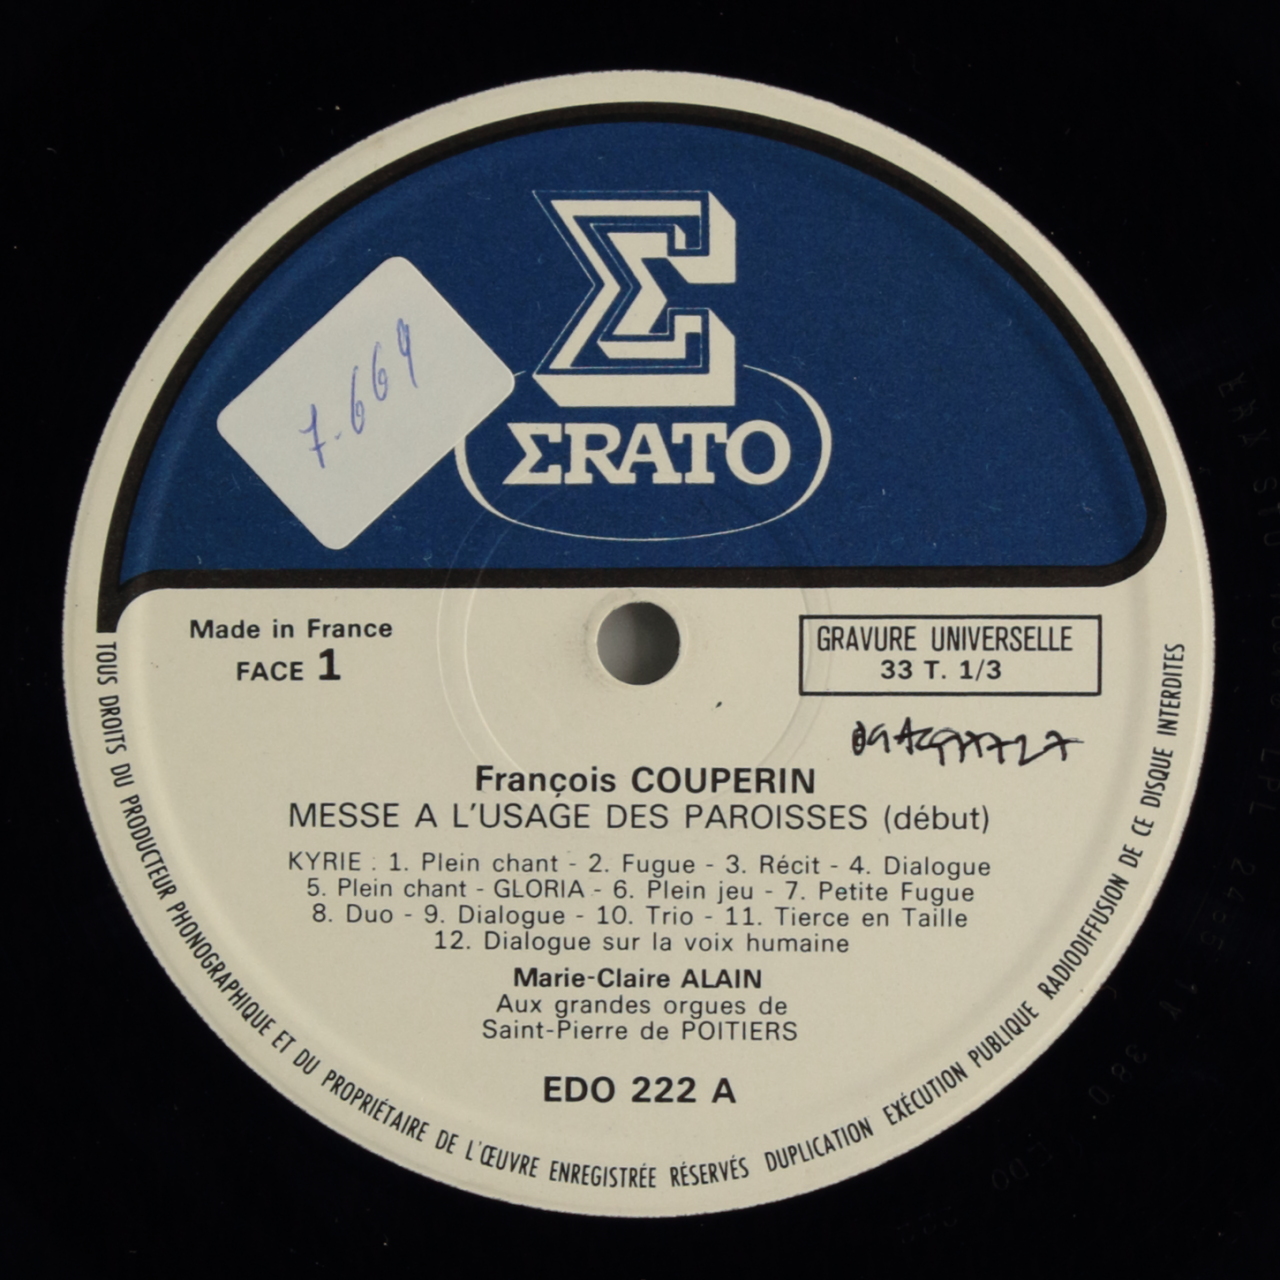 7.669
ΣRATO
Made in France
FACE 1
GRAVURE UNIVERSELLE
33 T. 1/3
François COUPERIN
MESSE A L'USAGE DES PAROISSES (début)
KYRIE : 1. Plein chant - 2. Fugue - 3. Récit - 4. Dialogue
5. Plein chant - GLORIA - 6. Plein jeu - 7. Petite Fugue
8. Duo - 9. Dialogue - 10. Trio - 11. Tierce en Taille
12. Dialogue sur la voix humaine
Marie-Claire ALAIN
Aux grandes orgues de
Saint-Pierre de POITIERS
EDO 222 A
TOUS DROITS DU PRODUCTEUR PHONOGRAPHIQUE ET DU PROPRIÉTAIRE DE L'ŒUVRE ENREGISTRÉE RÉSERVÉS DUPLICATION EXÉCUTION PUBLIQUE RADIODIFFUSION DE CE DISQUE INTERDITES